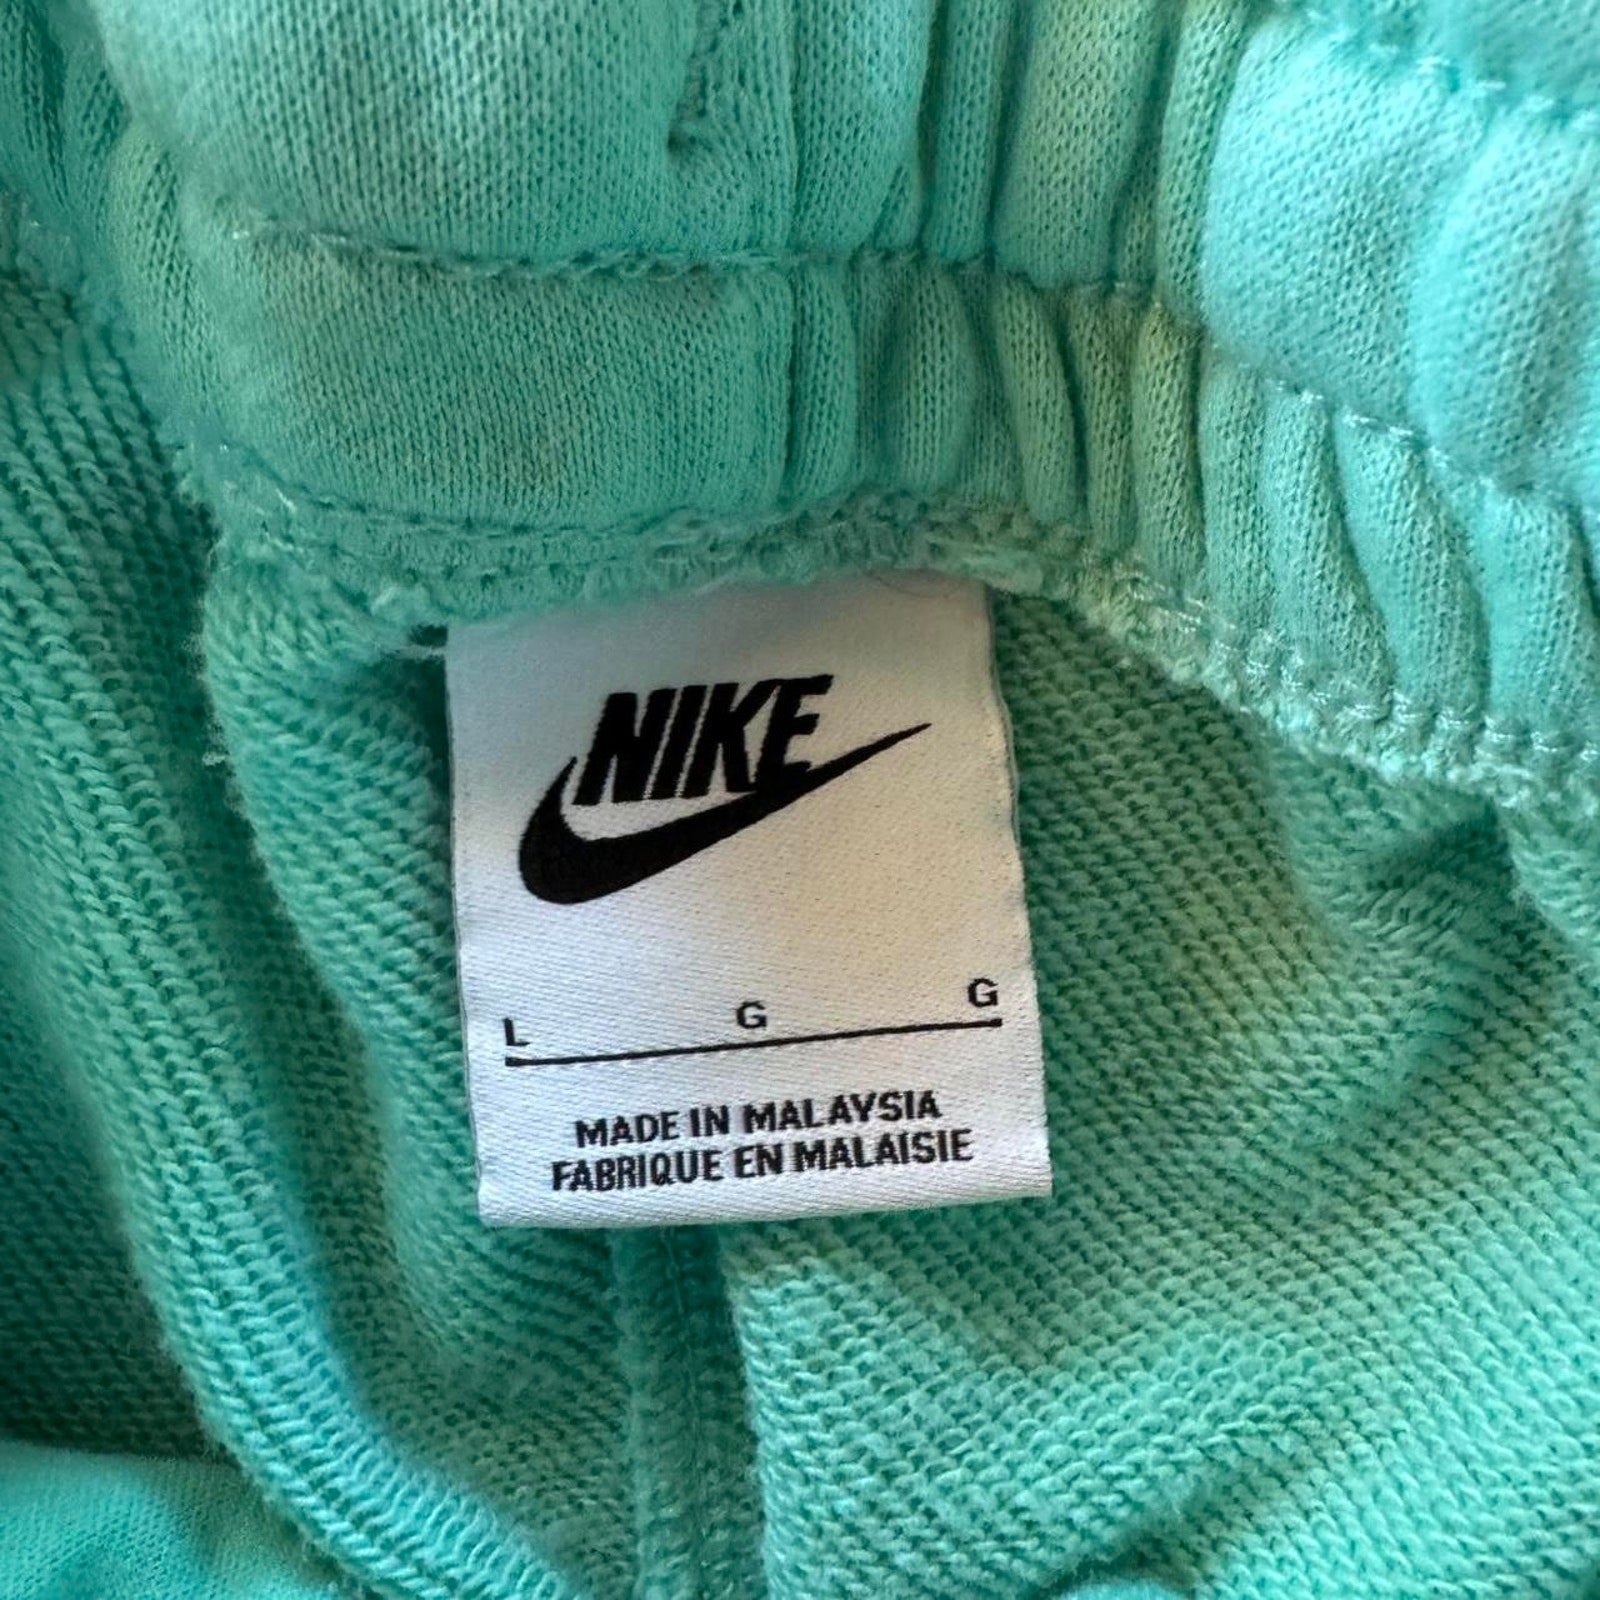 NIKE
L G G
MADE IN MALAYSIA
FABRIQUE EN MALAISIE